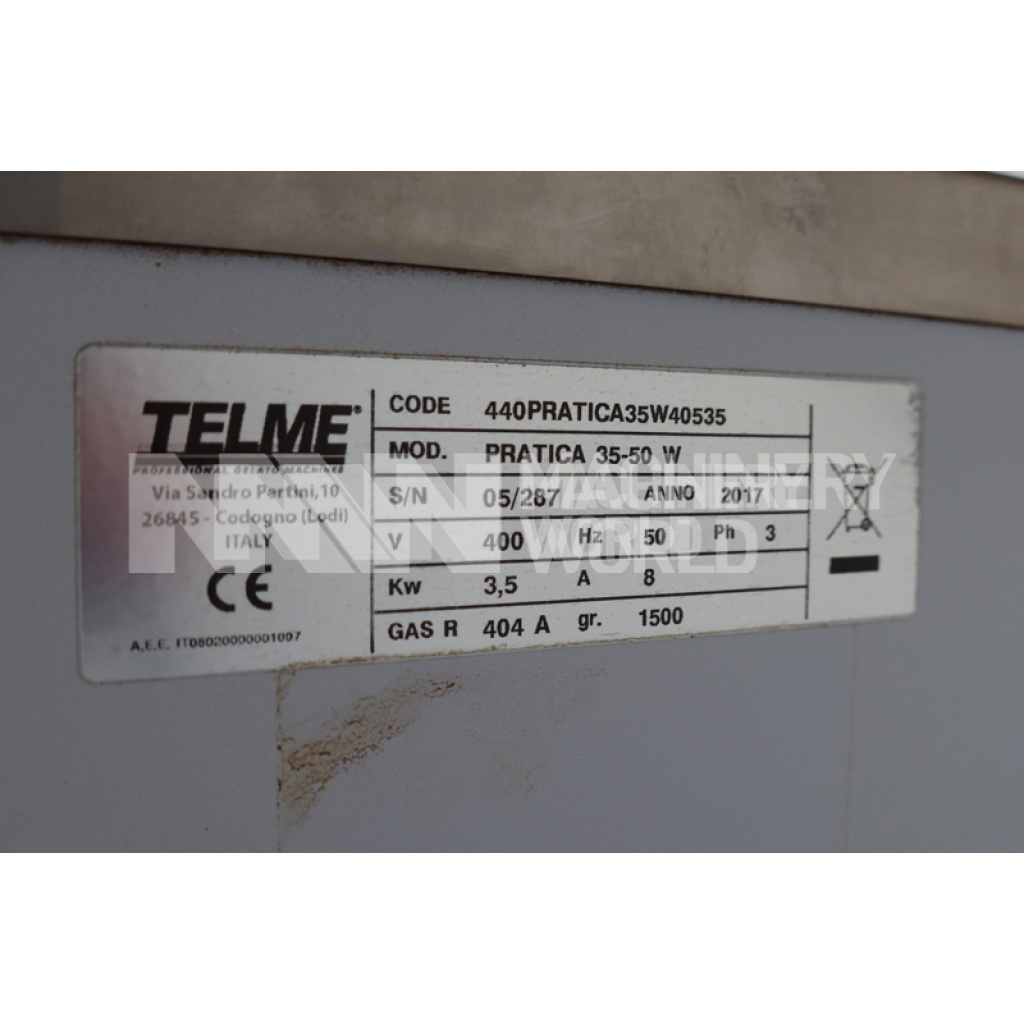 TELME®
PROFESSIONAL GELATO MACHINES
Via Sandro Pertini,10
26845 - Codogno (Lodi)
ITALY
CE
A.E.E. IT08020000001007
CODE 440PRATICA35W40535
MOD. PRATICA 35-50 W
S/N 05/287 ANNO 2017
V 400 Hz 50 Ph 3
Kw 3,5 A 8
GAS R 404 A gr. 1500
MACHINERY
WORLD